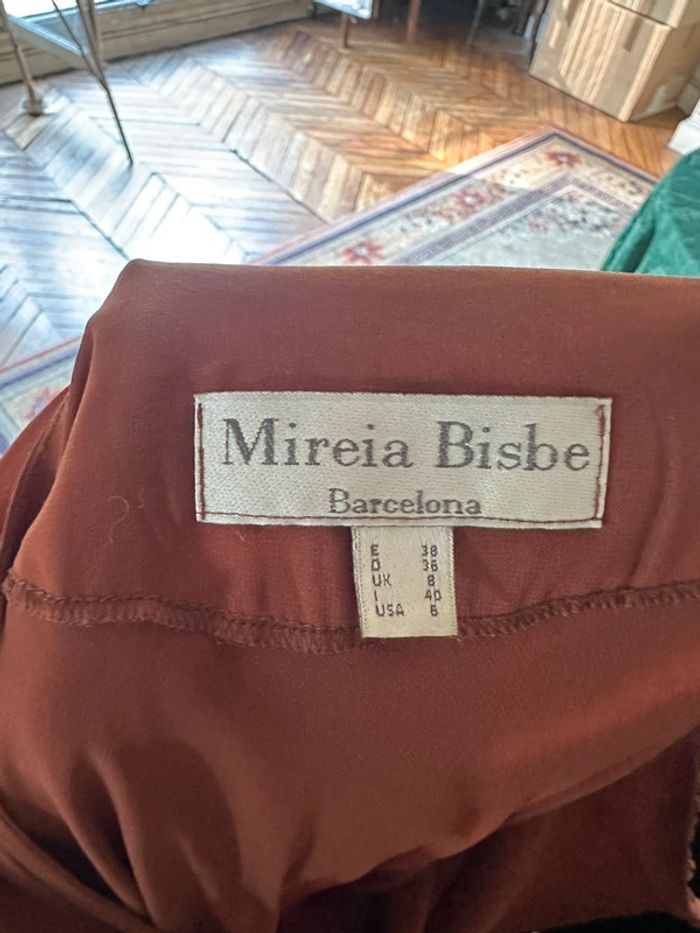 Mireia Bisbe
Barcelona
E 38
D 36
UK 8
I 40
USA 6